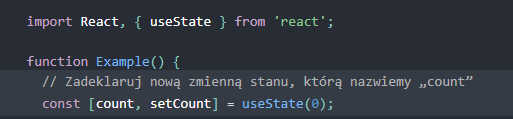 import React, { useState } from 'react';
function Example() {
// Zadeklaruj nową zmienną stanu, którą nazwiemy „count”
const [count, setCount] = useState(0);